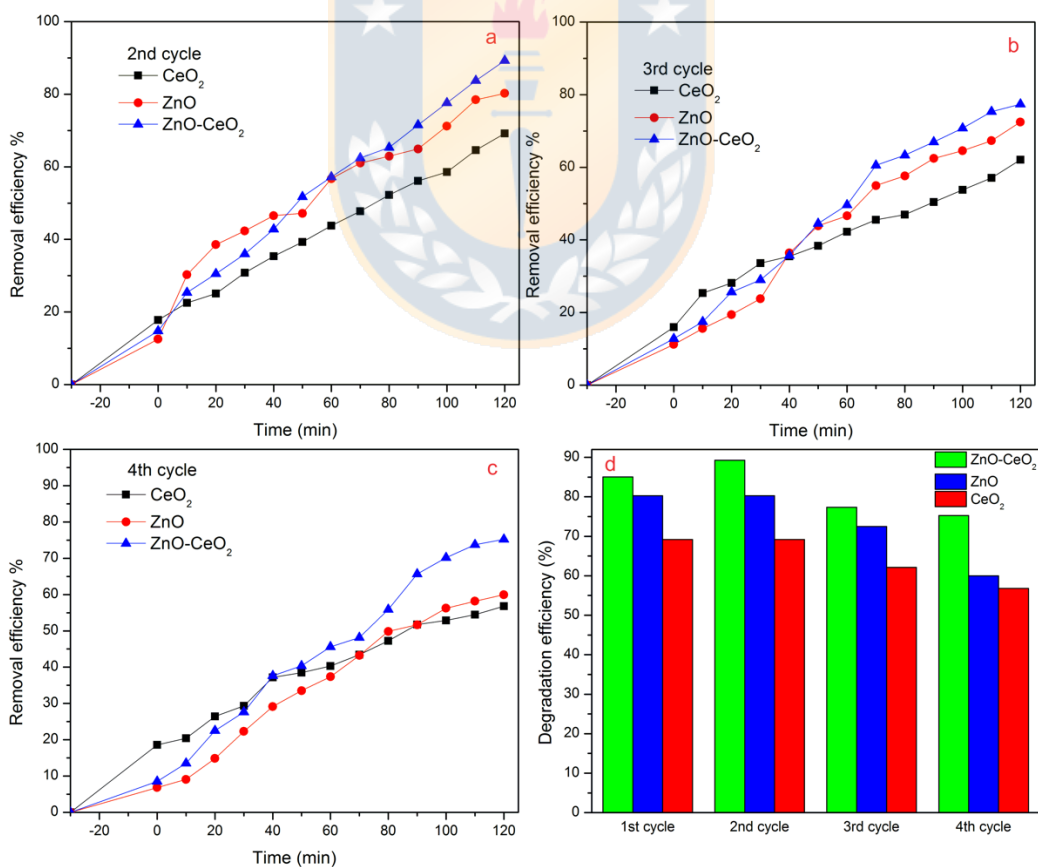 a
2nd cycle
CeO₂
ZnO
ZnO-CeO₂
Removal efficiency %
100
80
60
40
20
0
-20 0 20 40 60 80 100 120
Time (min)
b
3rd cycle
CeO₂
ZnO
ZnO-CeO₂
Removal efficiency %
100
80
60
40
20
0
-20 0 20 40 60 80 100 120
Time (min)
c
4th cycle
CeO₂
ZnO
ZnO-CeO₂
Removal efficiency %
100
90
80
70
60
50
40
30
20
10
0
-20 0 20 40 60 80 100 120
Time (min)
d
ZnO-CeO₂
ZnO
CeO₂
Degradation efficiency (%)
90
80
70
60
50
40
30
20
10
0
1st cycle 2nd cycle 3rd cycle 4th cycle